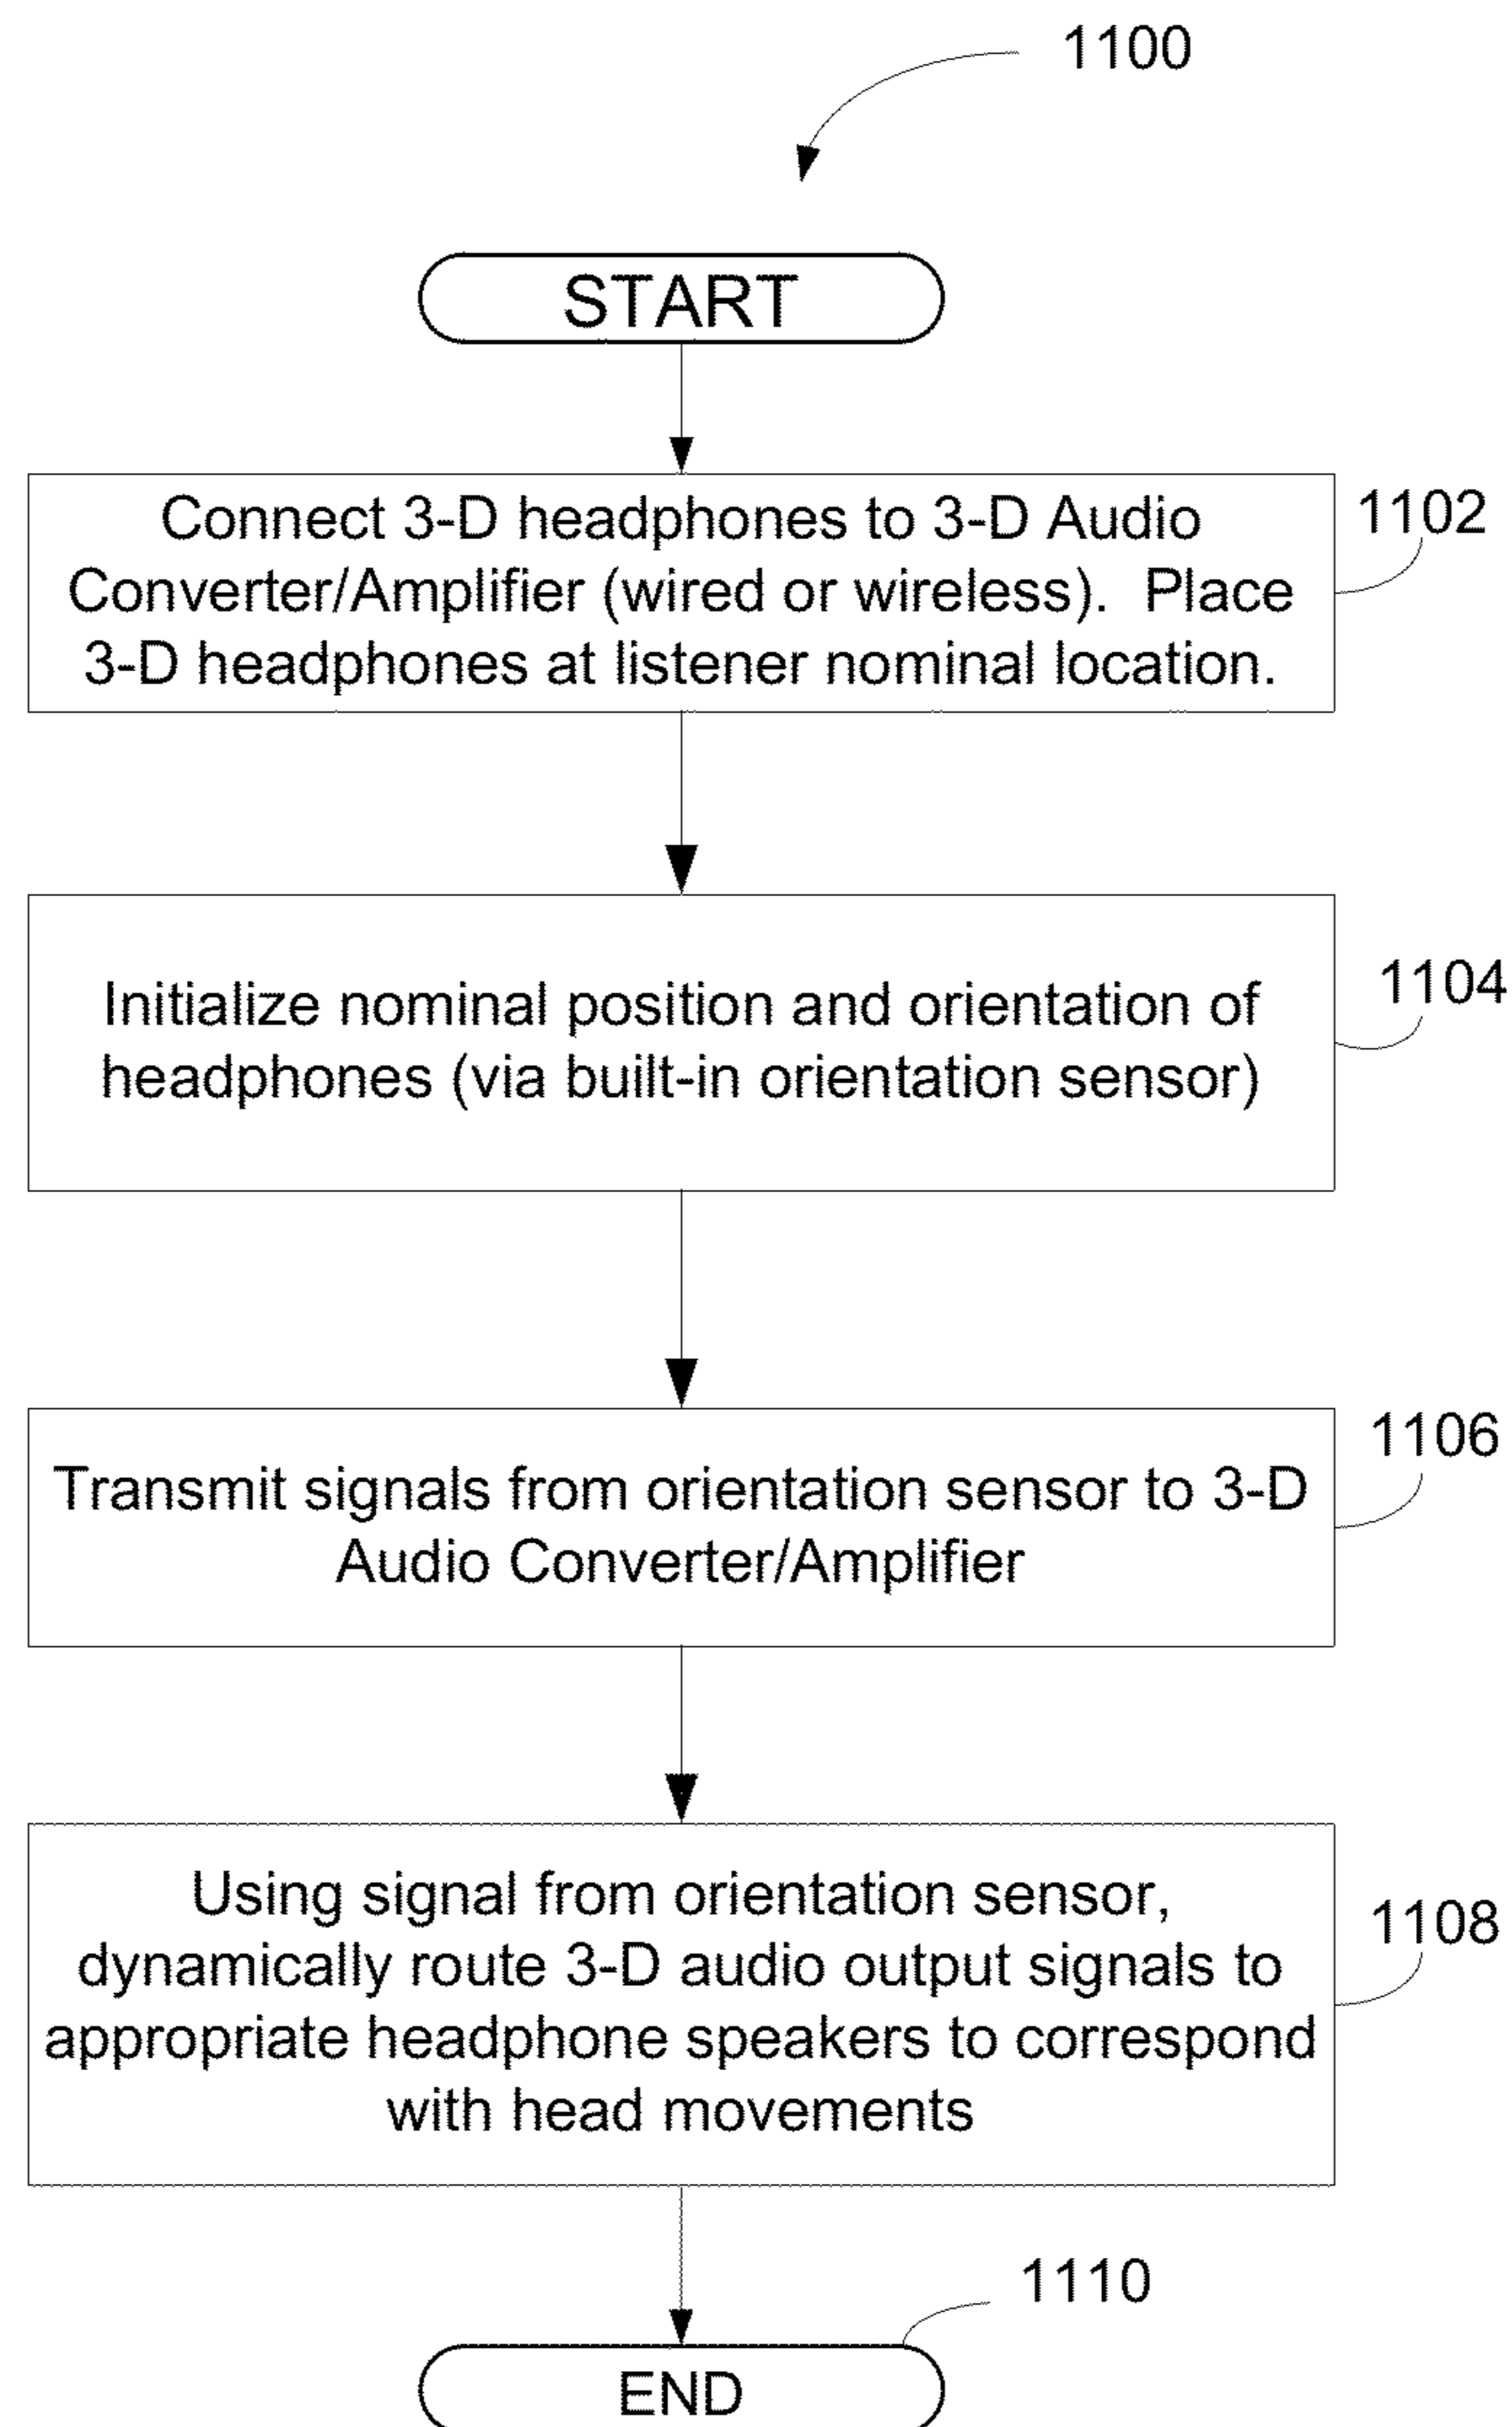 1100
START
Connect 3-D headphones to 3-D Audio
Converter/Amplifier (wired or wireless).  Place
3-D headphones at listener nominal location.
1102
Initialize nominal position and orientation of
headphones (via built-in orientation sensor)
1104
Transmit signals from orientation sensor to 3-D
Audio Converter/Amplifier
1106
Using signal from orientation sensor,
dynamically route 3-D audio output signals to
appropriate headphone speakers to correspond
with head movements
1108
1110
END